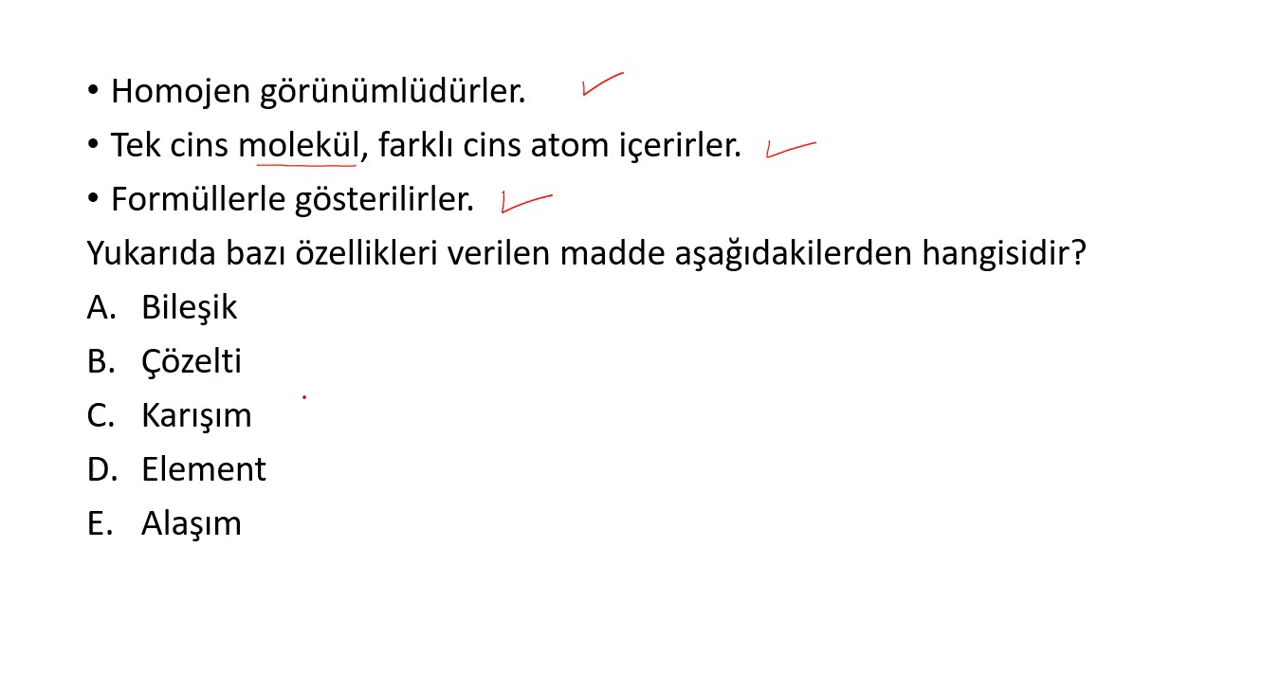 • Homojen görünümlüdürler.
• Tek cins molekül, farklı cins atom içerirler.
• Formüllerle gösterilirler.
Yukarıda bazı özellikleri verilen madde aşağıdakilerden hangisidir?
A. Bileşik
B. Çözelti
C. Karışım
D. Element
E. Alaşım